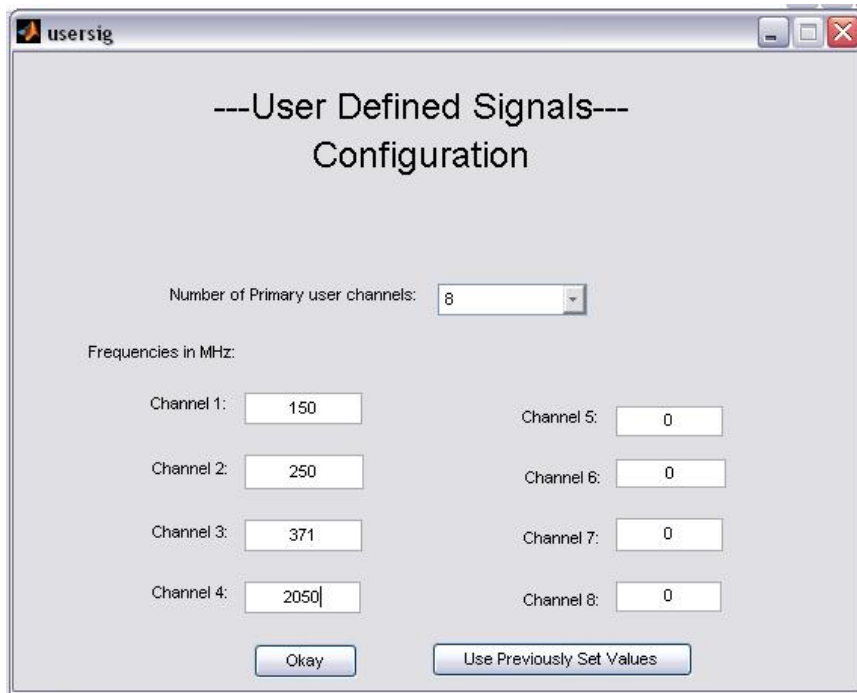 usersig
---User Defined Signals---
Configuration
Number of Primary user channels: 8
Frequencies in MHz:
Channel 1: 150
Channel 5: 0
Channel 2: 250
Channel 6: 0
Channel 3: 371
Channel 7: 0
Channel 4: 2050
Channel 8: 0
Okay
Use Previously Set Values